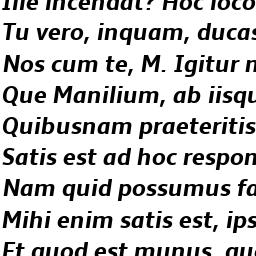 Ille incendat? Hoc loco
Tu vero, inquam, ducas
Nos cum te, M. Igitur
Que Manilium, ab iisqu
Quibusnam praeteritis
Satis est ad hoc respon
Nam quid possumus fa
Mihi enim satis est, ips
Et quod est munus, que